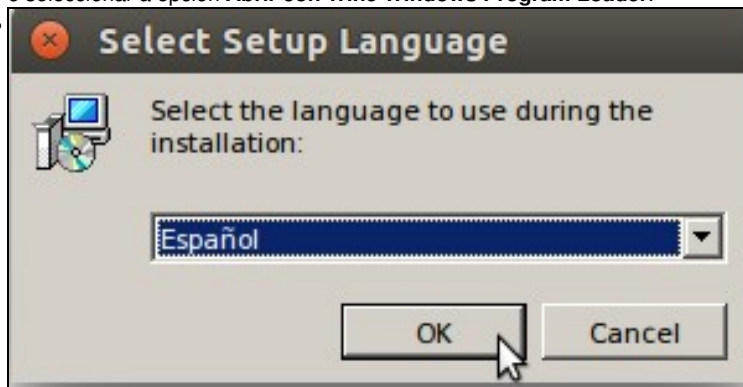 Select Setup Language
Select the language to use during the
installation:
Español
OK
Cancel